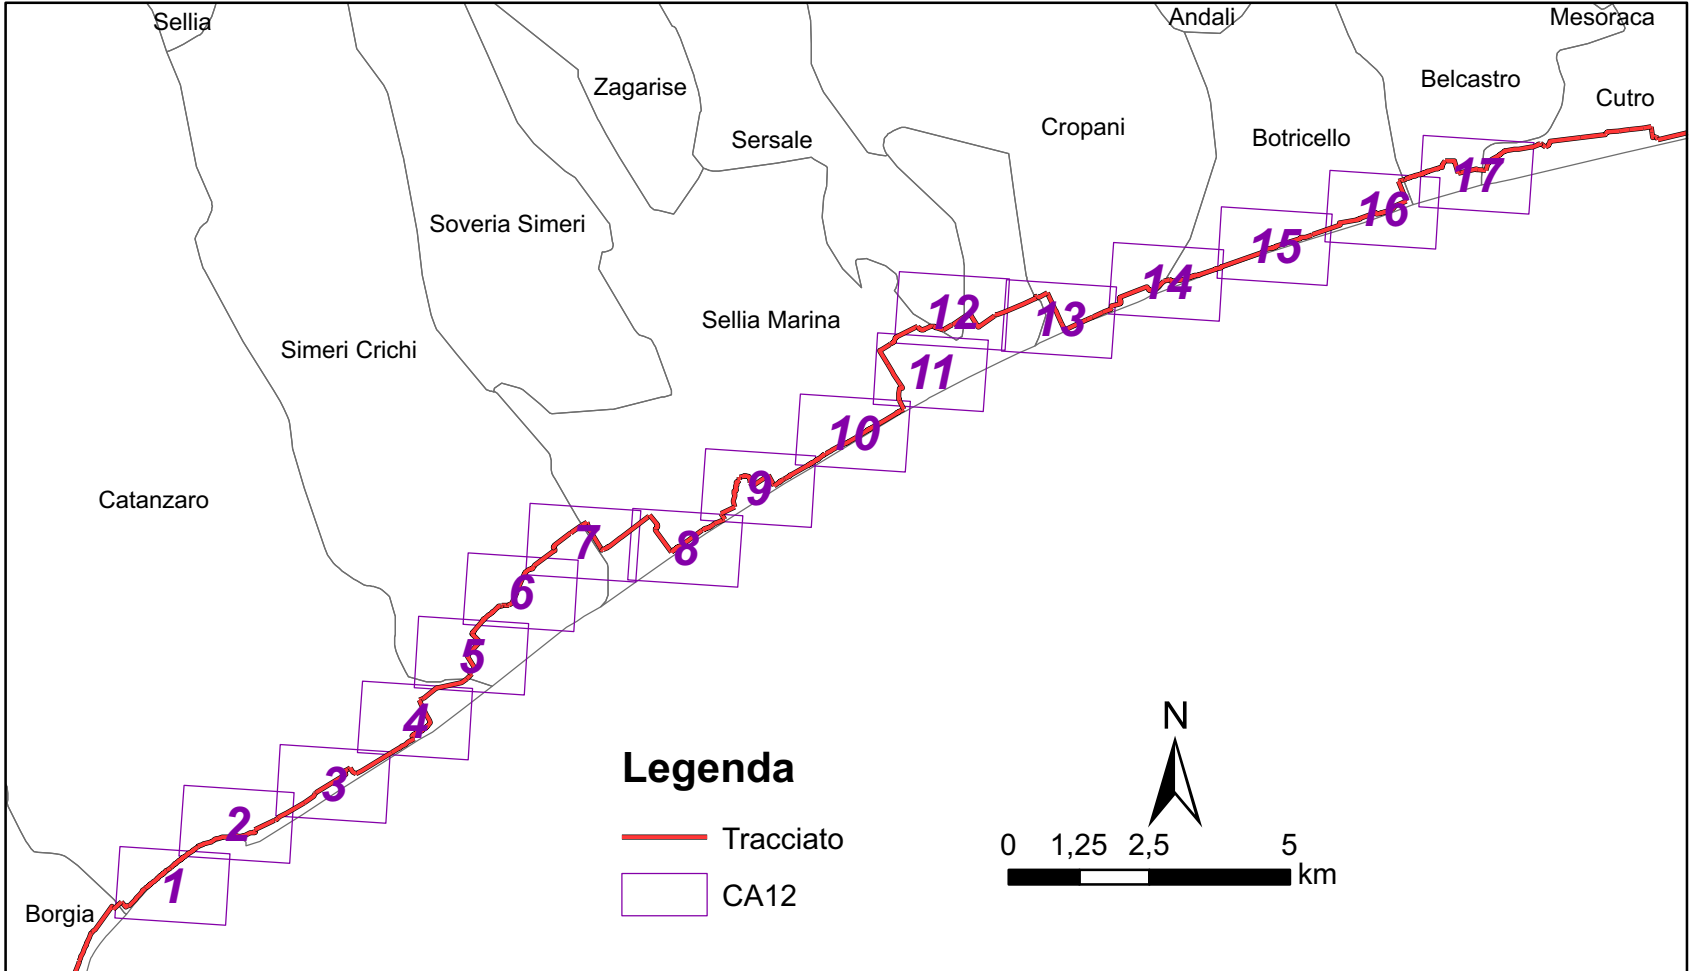 Sellia
Andali
Mesoraca
Zagarise
Belcastro
Cutro
Sersale
Cropani
Botricello
17
Soveria Simeri
16
15
14
Sellia Marina
12
13
Simeri Crichi
11
10
Catanzaro
9
7
8
6
5
4
N
3
Legenda
2
Tracciato
0 1,25 2,5 5
km
1
CA12
Borgia